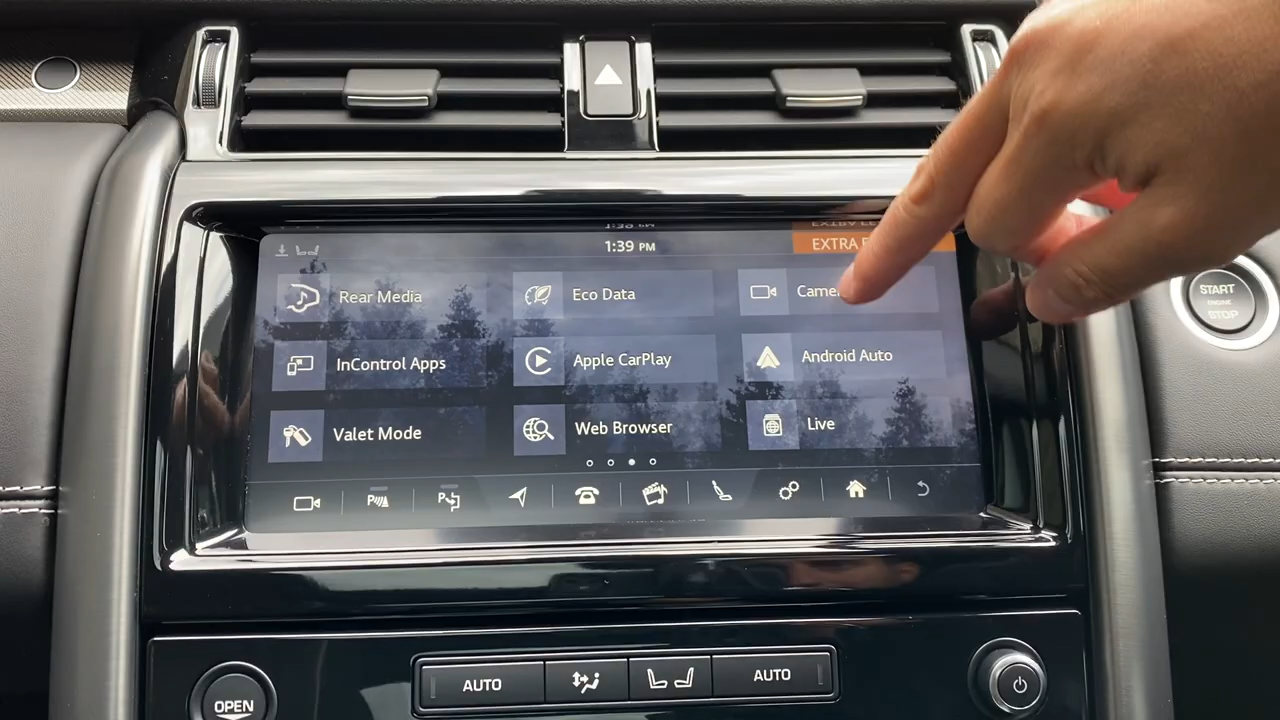 1:39 PM
EXTRA
Rear Media
Eco Data
InControl Apps
Apple CarPlay
Android Auto
Valet Mode
Web Browser
Live
START
ENGINE
STOP
AUTO
AUTO
OPEN